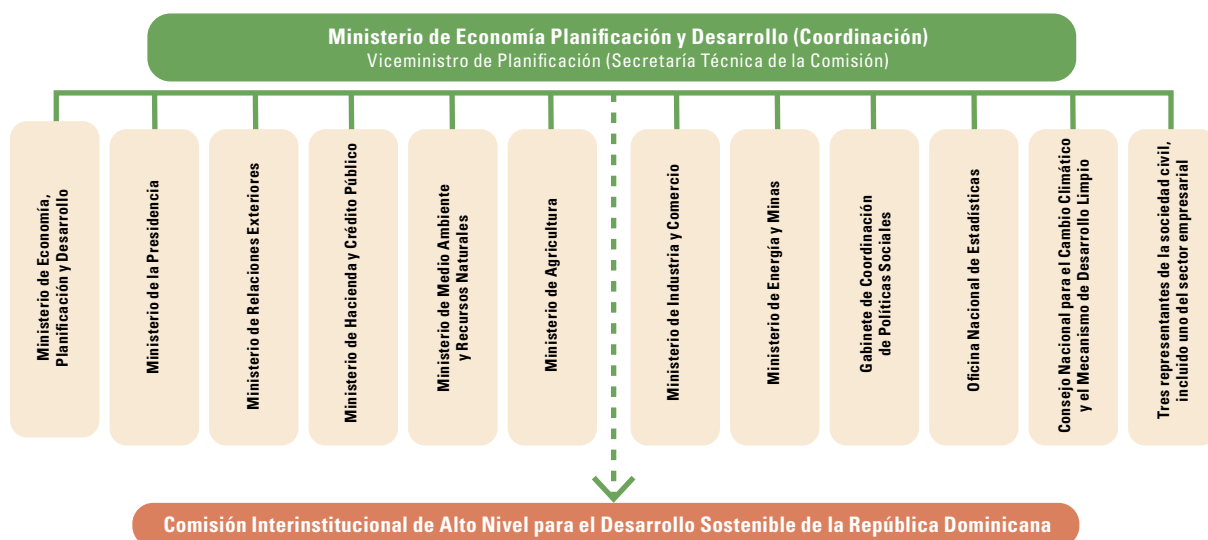 Ministerio de Economía Planificación y Desarrollo (Coordinación)
Viceministro de Planificación (Secretaría Técnica de la Comisión)
Ministerio de Economía,
Planificación y Desarrollo
Ministerio de la Presidencia
Ministerio de Relaciones Exteriores
Ministerio de Hacienda y Crédito Público
Ministerio de Medio Ambiente
y Recursos Naturales
Ministerio de Agricultura
Ministerio de Industria y Comercio
Ministerio de Energía y Minas
Gabinete de Coordinación
de Políticas Sociales
Oficina Nacional de Estadísticas
Consejo Nacional para el Cambio Climático
y el Mecanismo de Desarrollo Limpio
Tres representantes de la sociedad civil,
incluido uno del sector empresarial
Comisión Interinstitucional de Alto Nivel para el Desarrollo Sostenible de la República Dominicana